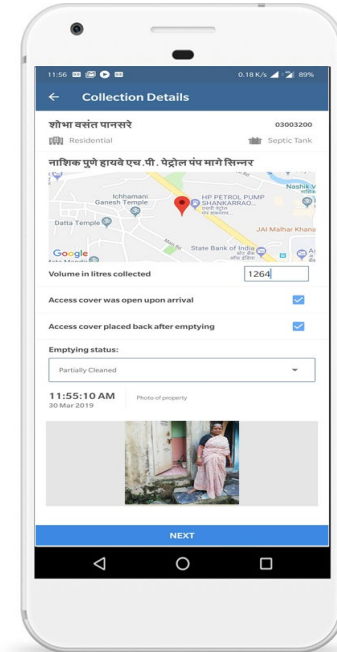 11:56 0.18 K/s 89%
Collection Details
शोभा वसंत पानसरे 03003200
Residential Septic Tank
नाशिक पुणे हायवे एच.पी. पेट्रोल पंप मागे सिन्नर
Nashik
Ichhamani Ganesh Temple
HP PETROL PUMP SHANKARRAO...
Datta Temple
JAI Malhar Khana
State Bank of India
Google
Volume in litres collected 1264
Access cover was open upon arrival
Access cover placed back after emptying
Emptying status:
Partially Cleaned
11:55:10 AM Photo of property
30 Mar 2019
NEXT